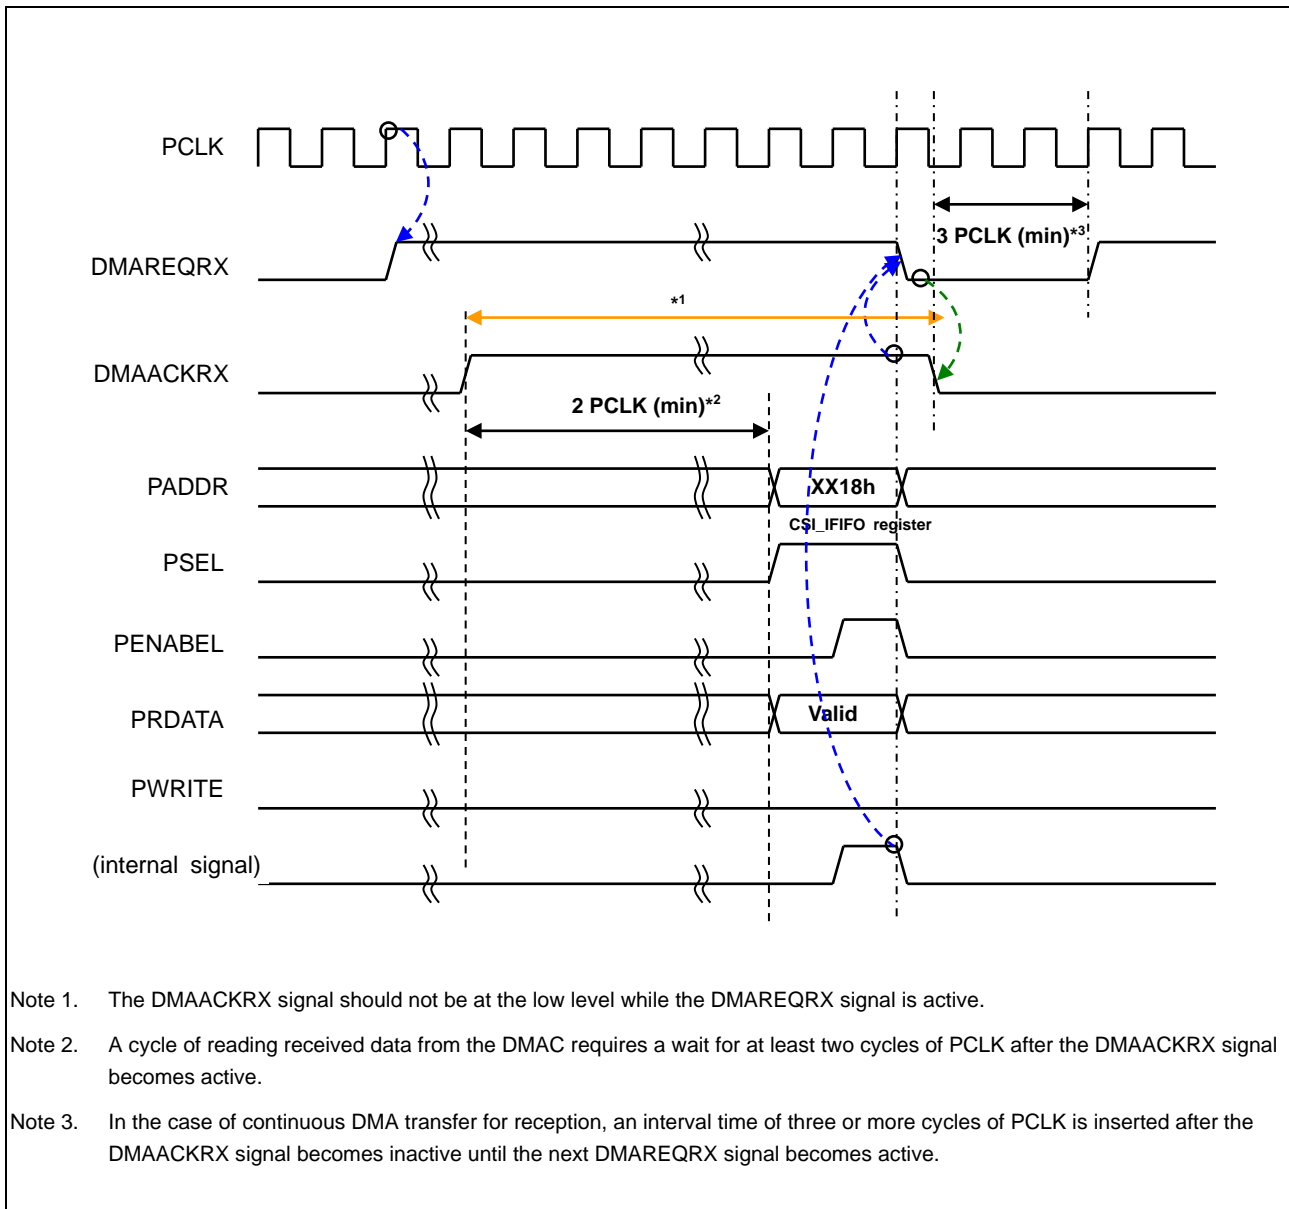 PCLK
3 PCLK (min)*3
DMAREQRX
*1
DMAACKRX
2 PCLK (min)*2
PADDR
XX18h
CSI_IFIFO register
PSEL
PENABEL
PRDATA
Valid
PWRITE
(internal signal)
Note 1. The DMAACKRX signal should not be at the low level while the DMAREQRX signal is active.
Note 2. A cycle of reading received data from the DMAC requires a wait for at least two cycles of PCLK after the DMAACKRX signal
becomes active.
Note 3. In the case of continuous DMA transfer for reception, an interval time of three or more cycles of PCLK is inserted after the
DMAACKRX signal becomes inactive until the next DMAREQRX signal becomes active.